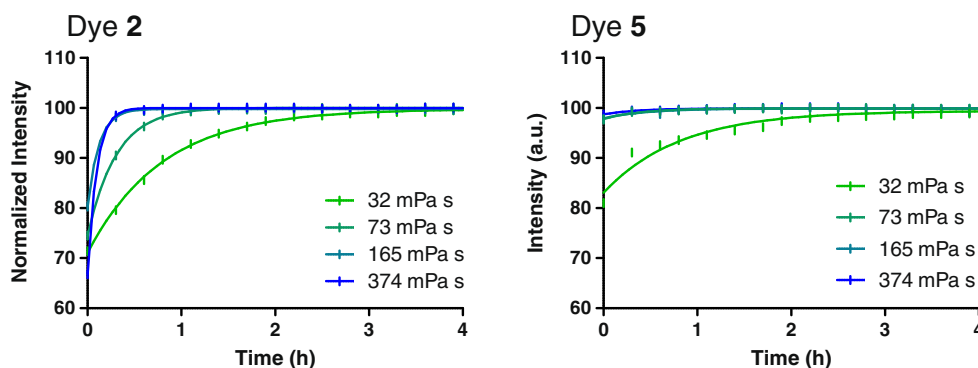 Dye 2
110
100
90
80
70
60
Normalized Intensity
0 1 2 3 4
Time (h)
32 mPa s
73 mPa s
165 mPa s
374 mPa s
Dye 5
110
100
90
80
70
60
Intensity (a.u.)
0 1 2 3 4
Time (h)
32 mPa s
73 mPa s
165 mPa s
374 mPa s